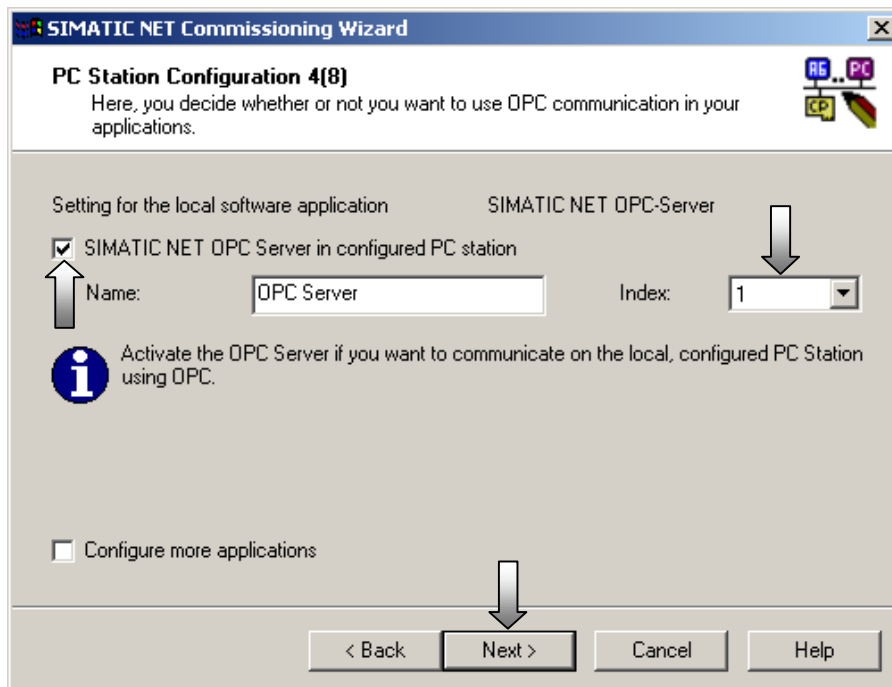 SIMATIC NET Commissioning Wizard
PC Station Configuration 4(8)
Here, you decide whether or not you want to use OPC communication in your
applications.
AG PC
CP
Setting for the local software application SIMATIC NET OPC-Server
SIMATIC NET OPC Server in configured PC station
Name: OPC Server Index: 1
Activate the OPC Server if you want to communicate on the local, configured PC Station
using OPC.
Configure more applications
< Back Next > Cancel Help